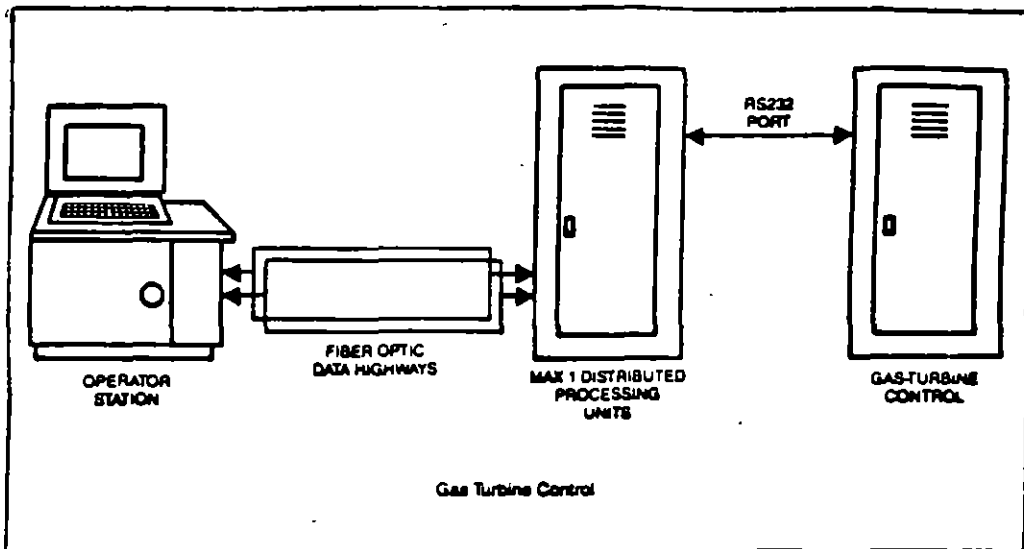 RS232
PORT
FIBER OPTIC
DATA HIGHWAYS
OPERATOR
STATION
MAX 1 DISTRIBUTED
PROCESSING
UNITS
GAS-TURBINE
CONTROL
Gas Turbine Control